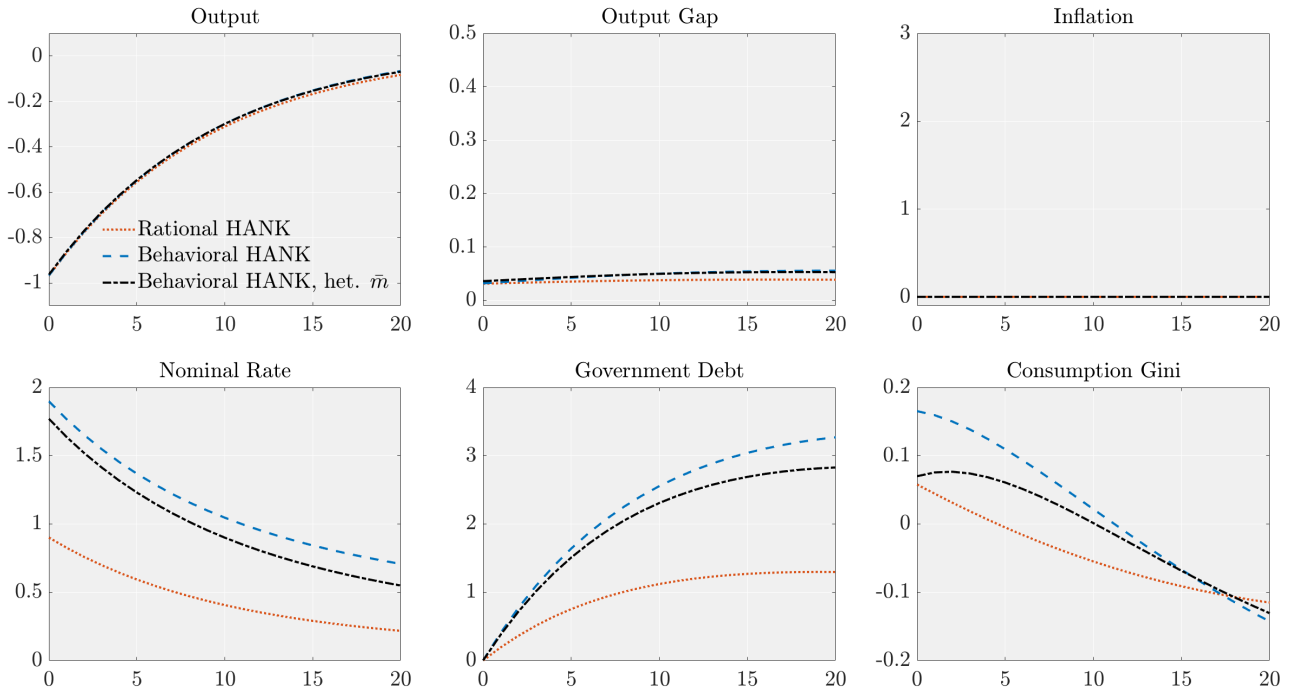 Output
0
-0.2
-0.4
-0.6
-0.8
-1
Rational HANK
Behavioral HANK
Behavioral HANK, het. m̄
0 5 10 15 20
Output Gap
0.5
0.4
0.3
0.2
0.1
0
0 5 10 15 20
Inflation
3
2
1
0
0 5 10 15 20
Nominal Rate
2
1.5
1
0.5
0
0 5 10 15 20
Government Debt
4
3
2
1
0
0 5 10 15 20
Consumption Gini
0.2
0.1
0
-0.1
-0.2
0 5 10 15 20